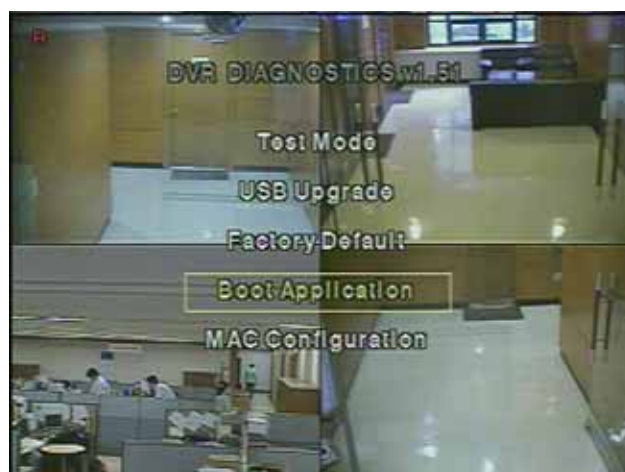 R
DVR DIAGNOSTICS v1.51
Test Mode
USB Upgrade
Factory Default
Boot Application
MAC Configuration